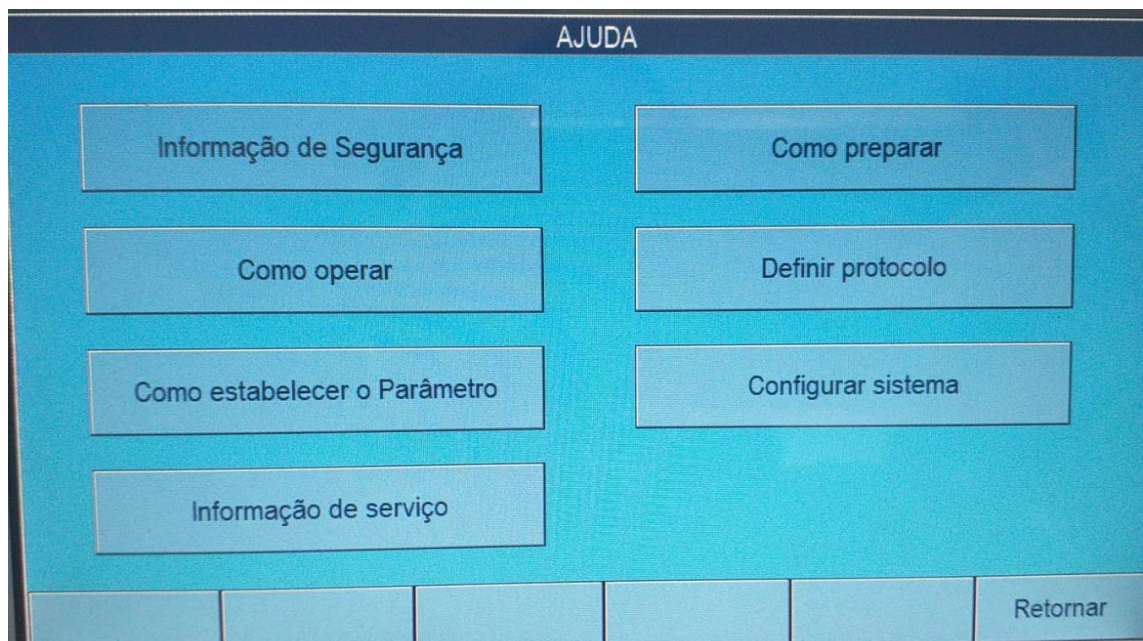 AJUDA
Informação de Segurança
Como preparar
Como operar
Definir protocolo
Como estabelecer o Parâmetro
Configurar sistema
Informação de serviço
Retornar